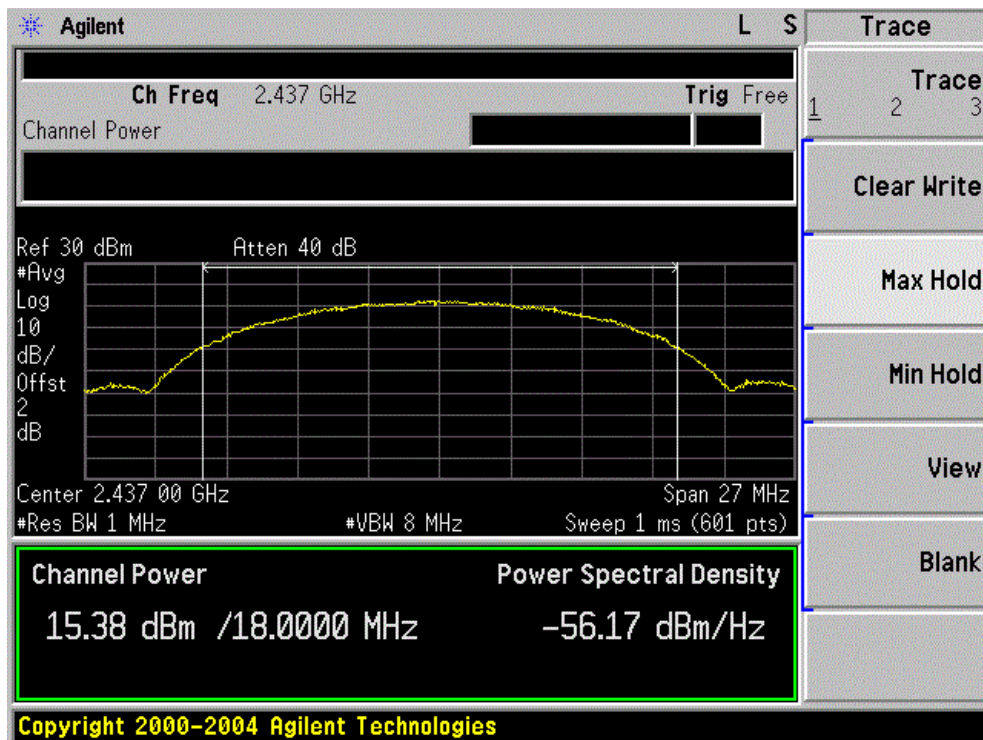 Agilent L S Trace
Ch Freq 2.437 GHz Trig Free
Channel Power
Trace
1 2 3
Clear Write
Max Hold
Min Hold
View
Blank
Ref 30 dBm Atten 40 dB
#Avg
Log
10
dB/
Offst
2
dB
Center 2.437 00 GHz Span 27 MHz
#Res BW 1 MHz #VBW 8 MHz Sweep 1 ms (601 pts)
Channel Power Power Spectral Density
15.38 dBm /18.0000 MHz -56.17 dBm/Hz
Copyright 2000-2004 Agilent Technologies